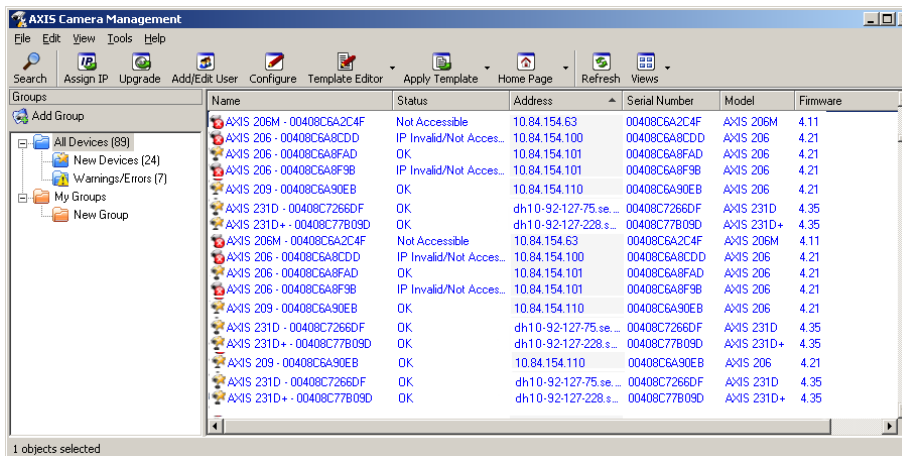 AXIS Camera Management
File Edit View Tools Help
Search Assign IP Upgrade Add/Edit User Configure Template Editor Apply Template Home Page Refresh Views
Groups
Add Group
All Devices (89)
New Devices (24)
Warnings/Errors (7)
My Groups
New Group
Name Status Address Serial Number Model Firmware
AXIS 206M - 00408C6A2C4F Not Accessible 10.84.154.63 00408C6A2C4F AXIS 206M 4.11
AXIS 206 - 00408C6A8CDD IP Invalid/Not Acces... 10.84.154.100 00408C6A8CDD AXIS 206 4.21
AXIS 206 - 00408C6A8FAD OK 10.84.154.101 00408C6A8FAD AXIS 206 4.21
AXIS 206 - 00408C6A8F9B IP Invalid/Not Acces... 10.84.154.101 00408C6A8F9B AXIS 206 4.21
AXIS 209 - 00408C6A90EB OK 10.84.154.110 00408C6A90EB AXIS 206 4.21
AXIS 231D - 00408C7266DF OK dh10-92-127-75.se... 00408C7266DF AXIS 231D 4.35
AXIS 231D+ - 00408C77B09D OK dh10-92-127-228.s... 00408C77B09D AXIS 231D+ 4.35
AXIS 206M - 00408C6A2C4F Not Accessible 10.84.154.63 00408C6A2C4F AXIS 206M 4.11
AXIS 206 - 00408C6A8CDD IP Invalid/Not Acces... 10.84.154.100 00408C6A8CDD AXIS 206 4.21
AXIS 206 - 00408C6A8FAD OK 10.84.154.101 00408C6A8FAD AXIS 206 4.21
AXIS 206 - 00408C6A8F9B IP Invalid/Not Acces... 10.84.154.101 00408C6A8F9B AXIS 206 4.21
AXIS 209 - 00408C6A90EB OK 10.84.154.110 00408C6A90EB AXIS 206 4.21
AXIS 231D - 00408C7266DF OK dh10-92-127-75.se... 00408C7266DF AXIS 231D 4.35
AXIS 231D+ - 00408C77B09D OK dh10-92-127-228.s... 00408C77B09D AXIS 231D+ 4.35
AXIS 209 - 00408C6A90EB OK 10.84.154.110 00408C6A90EB AXIS 206 4.21
AXIS 231D - 00408C7266DF OK dh10-92-127-75.se... 00408C7266DF AXIS 231D 4.35
AXIS 231D+ - 00408C77B09D OK dh10-92-127-228.s... 00408C77B09D AXIS 231D+ 4.35
1 objects selected